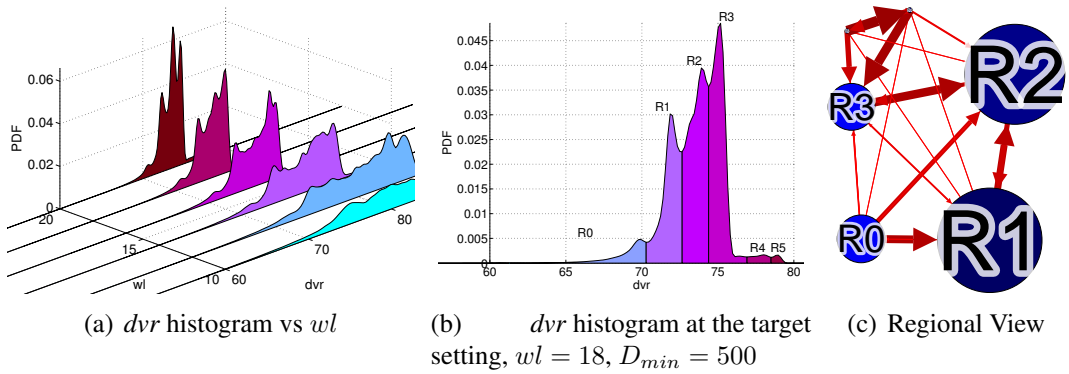 PDF
0.06
0.04
0.02
0
20
15
10
60
70
80
wl
dvr
(a) dvr histogram vs wl
PDF
0.045
0.04
0.035
0.03
0.025
0.02
0.015
0.01
0.005
0
60
65
70
75
80
dvr
R0
R1
R2
R3
R4
R5
(b) dvr histogram at the target
setting, wl = 18, D_min = 500
R2
R3
R0
R1
(c) Regional View